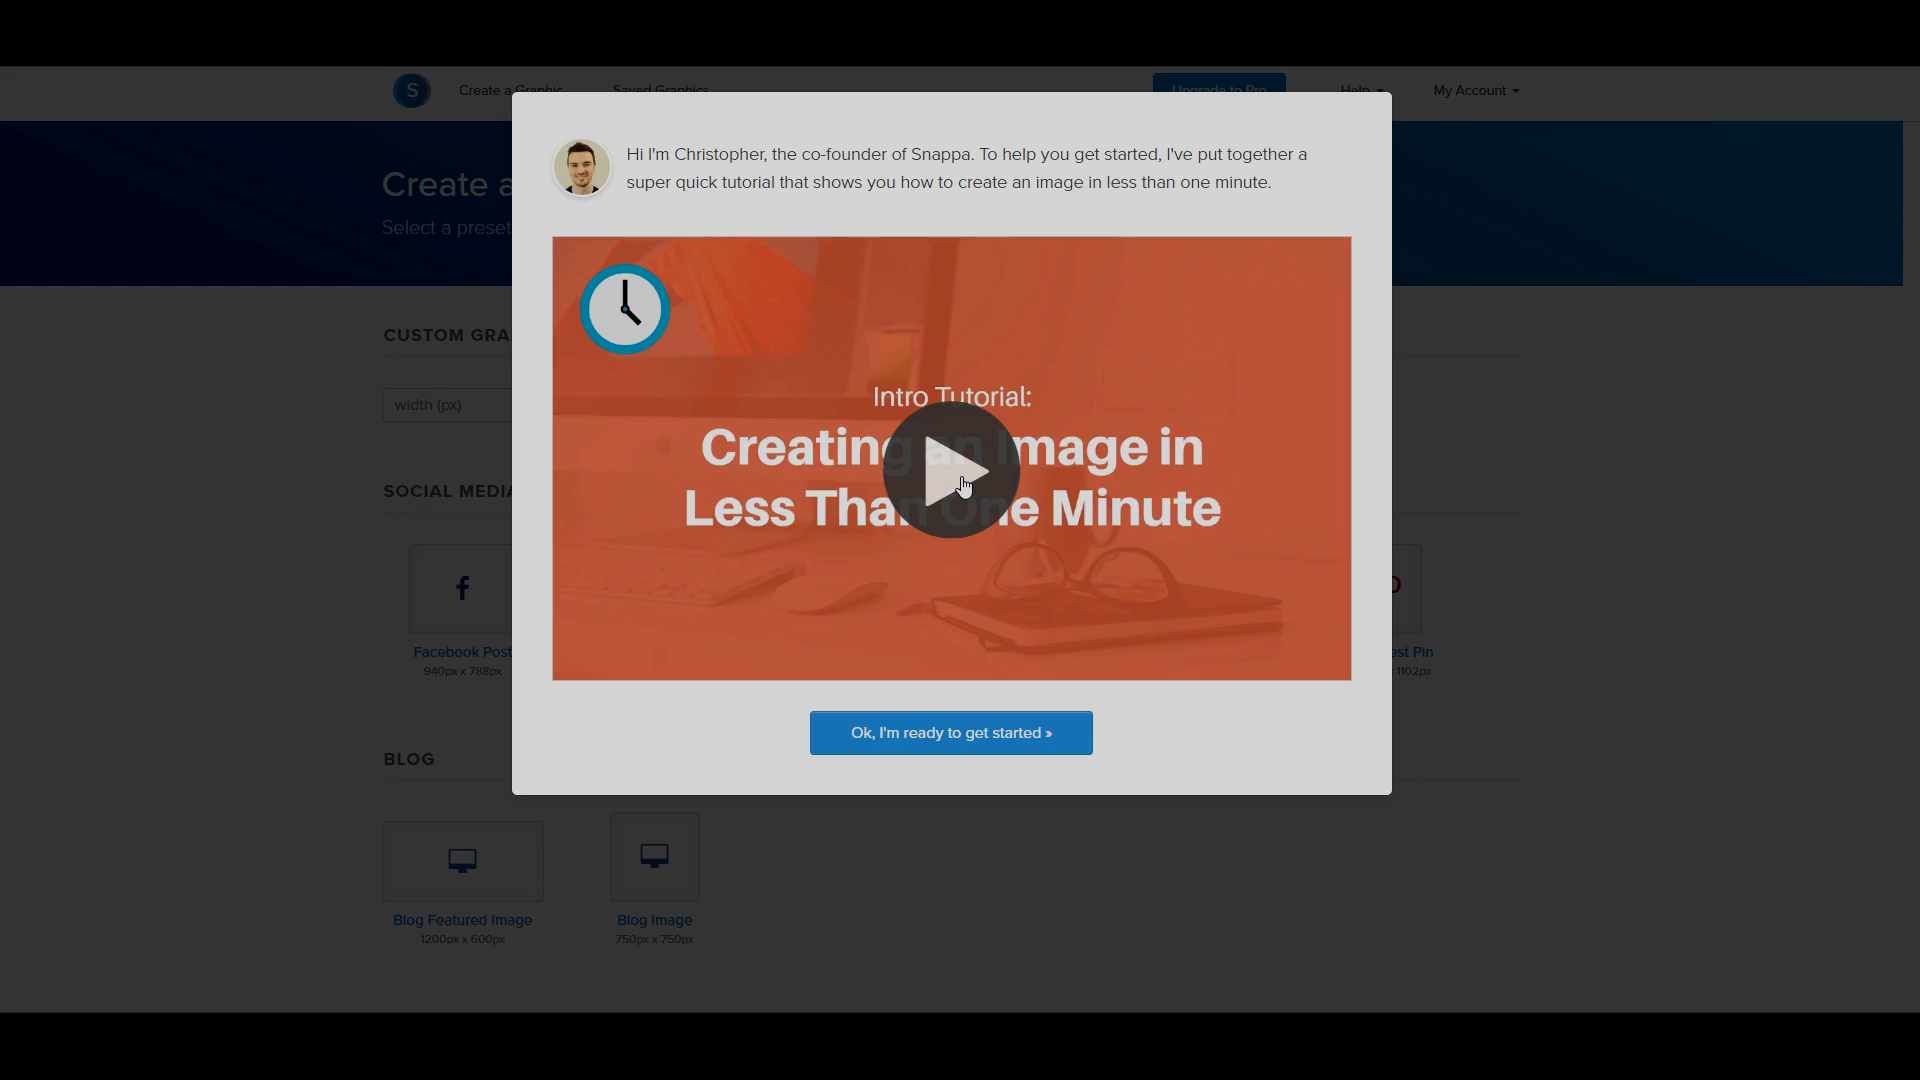 S
Create a Graphic
Saved Graphics
Upgrade to Pro
Help
My Account
Create a
Select a preset
Hi I'm Christopher, the co-founder of Snappa. To help you get started, I've put together a
super quick tutorial that shows you how to create an image in less than one minute.
Intro Tutorial:
Creating an Image in
Less Than One Minute
Ok, I'm ready to get started »
CUSTOM GRA
width (px)
SOCIAL MEDIA
Facebook Post
940px x 788px
est Pin
x 1102px
BLOG
Blog Featured Image
1200px x 600px
Blog Image
750px x 750px